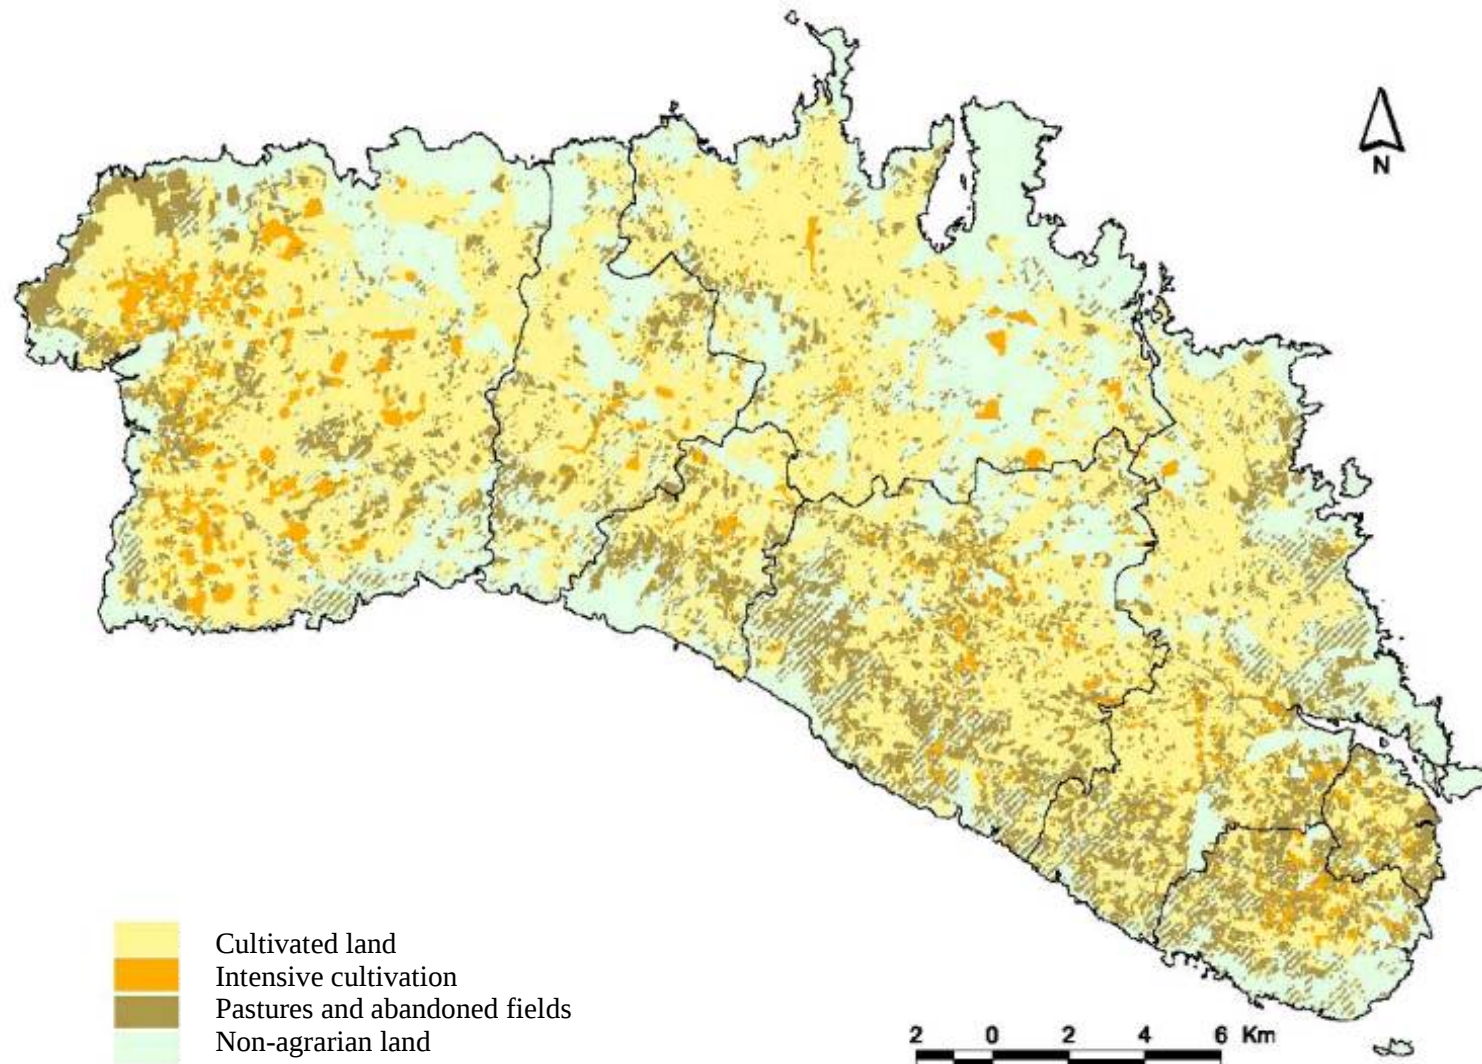 N
Cultivated land
Intensive cultivation
Pastures and abandoned fields
Non-agrarian land
2 0 2 4 6 Km